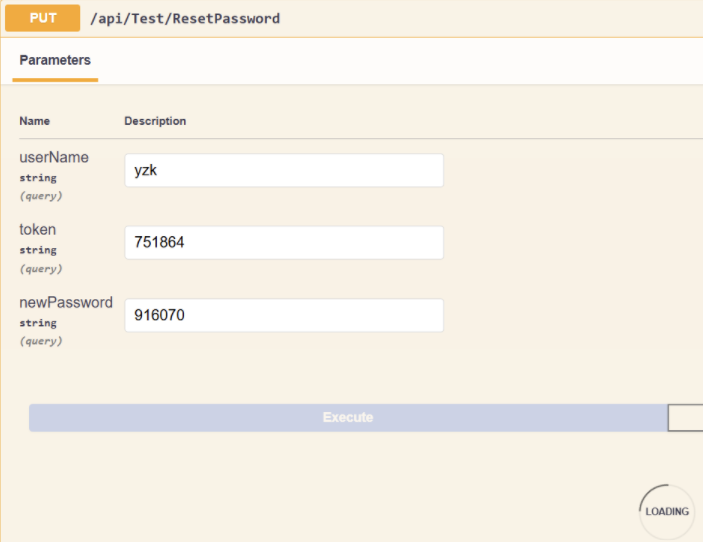 PUT /api/Test/ResetPassword
Parameters
Name Description
userName yzk
string
(query)
token 751864
string
(query)
newPassword 916070
string
(query)
Execute
LOADING